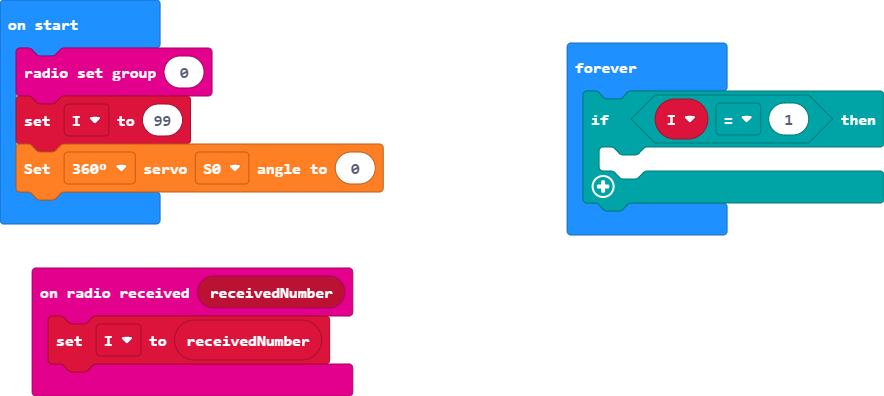 on start
radio set group 0
set I to 99
Set 360º servo S0 angle to 0
forever
if I = 1 then
on radio received receivedNumber
set I to receivedNumber